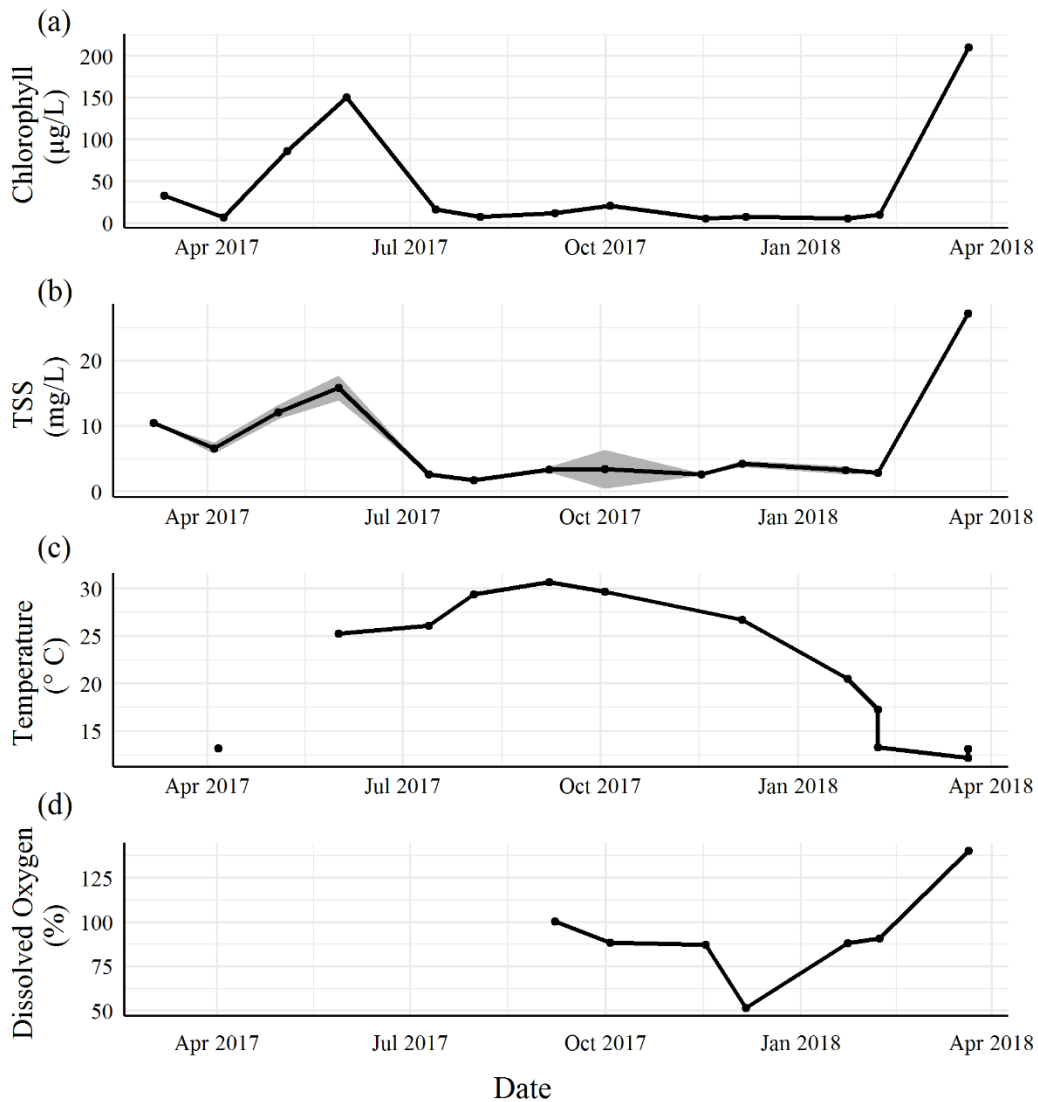 (a)
Chlorophyll
(µg/L)
200
150
100
50
0
Apr 2017 Jul 2017 Oct 2017 Jan 2018 Apr 2018
(b)
TSS
(mg/L)
20
10
0
Apr 2017 Jul 2017 Oct 2017 Jan 2018 Apr 2018
(c)
Temperature
(° C)
30
25
20
15
Apr 2017 Jul 2017 Oct 2017 Jan 2018 Apr 2018
(d)
Dissolved Oxygen
(%)
125
100
75
50
Apr 2017 Jul 2017 Oct 2017 Jan 2018 Apr 2018
Date